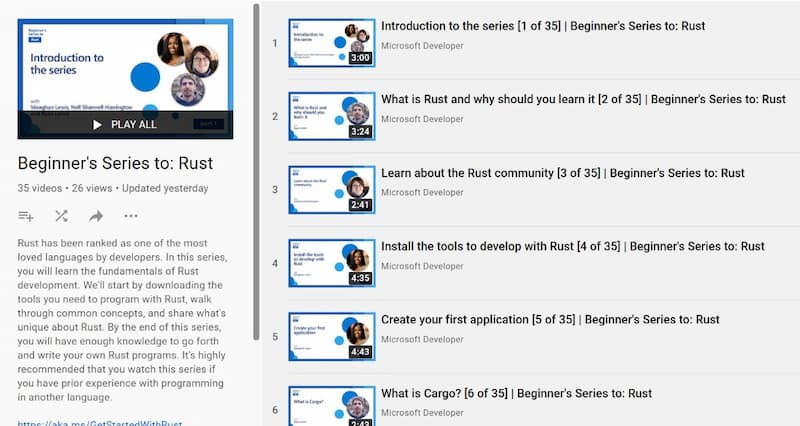 Beginner's
Series to
Rust
Introduction to
the series
with
PLAY ALL
Beginner's Series to: Rust
35 videos • 26 views • Updated yesterday
Rust has been ranked as one of the most
loved languages by developers. In this series,
you will learn the fundamentals of Rust
development. We'll start by downloading the
tools you need to program with Rust, walk
through common concepts, and share what's
unique about Rust. By the end of this series,
you will have enough knowledge to go forth
and write your own Rust programs. It's highly
recommended that you watch this series if
you have prior experience with programming
in another language.
https://aka.ms/GetStartedWithRust
1
Introduction to
the series
3:00
Introduction to the series [1 of 35] | Beginner's Series to: Rust
Microsoft Developer
2
What is Rust and
why should you
learn it
3:24
What is Rust and why should you learn it [2 of 35] | Beginner's Series to: Rust
Microsoft Developer
3
Learn about the Rust
community
2:41
Learn about the Rust community [3 of 35] | Beginner's Series to: Rust
Microsoft Developer
4
Install the tools
to develop with
Rust
4:35
Install the tools to develop with Rust [4 of 35] | Beginner's Series to: Rust
Microsoft Developer
5
Create your first
application
4:43
Create your first application [5 of 35] | Beginner's Series to: Rust
Microsoft Developer
6
What is Cargo?
2:43
What is Cargo? [6 of 35] | Beginner's Series to: Rust
Microsoft Developer